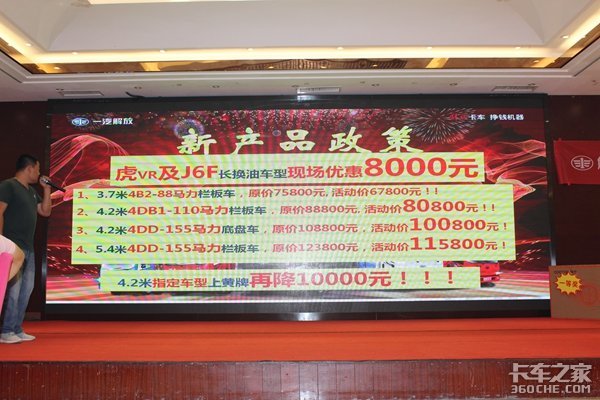 一汽解放
卡车 挣钱机器
新产品政策
虎VR及J6F长换油车型现场优惠8000元
1、3.7米4B2-88马力栏板车，原价75800元，活动价67800！！
2、4.2米4DB1-110马力栏板车，原价88800元，活动价80800！！
3、4.2米4DD-155马力底盘车，原价108800元，活动价100800！
4、5.4米4DD-155马力栏板车，原价123800元，活动价115800！
4.2米指定车型上黄牌再降10000元！！！
一等奖
卡车之家
360che.com